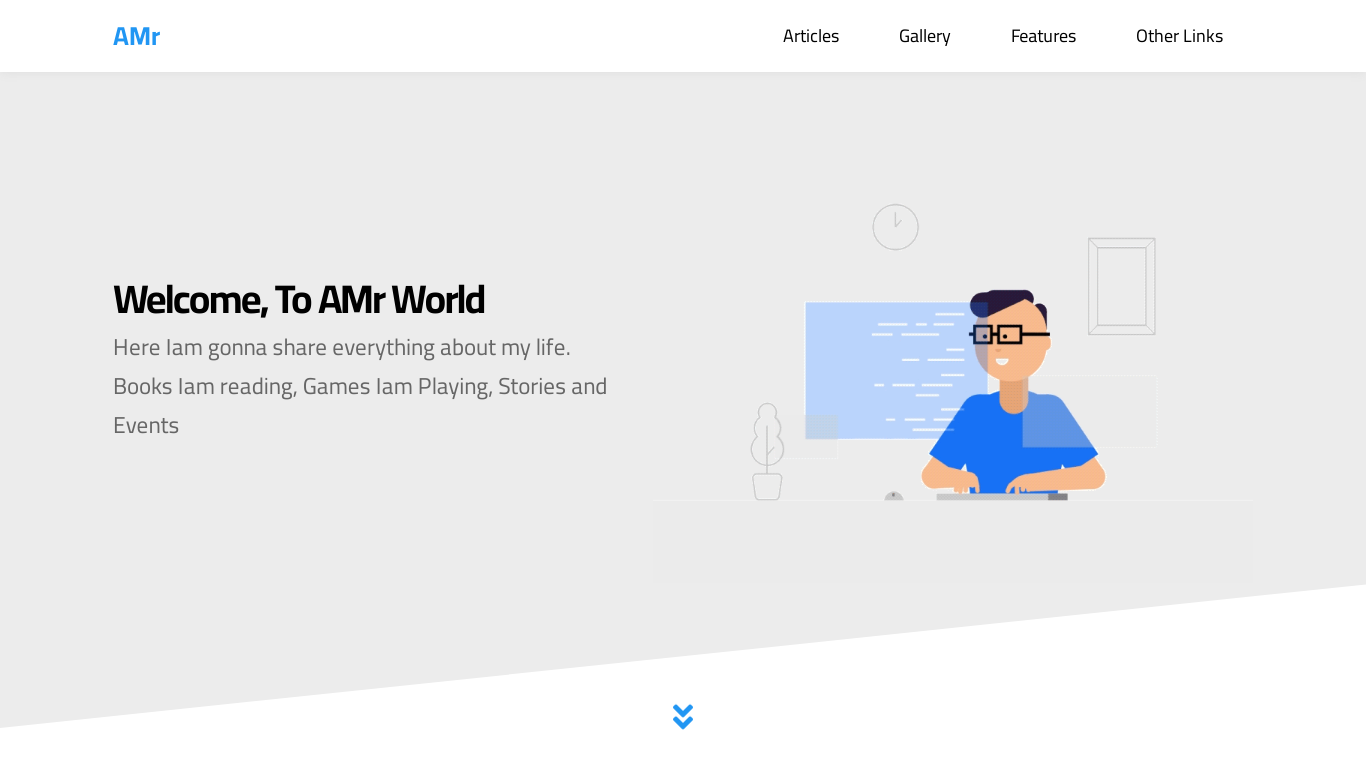 AMr
Articles
Gallery
Features
Other Links
Welcome, To AMr World
Here Iam gonna share everything about my life.
Books Iam reading, Games Iam Playing, Stories and
Events